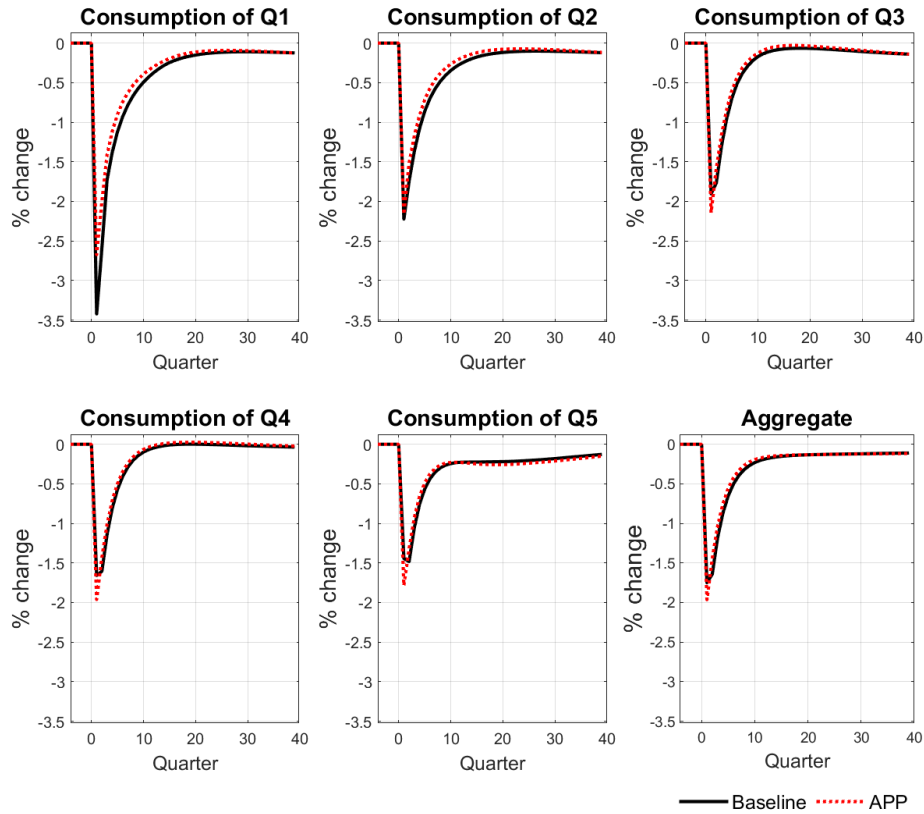 Consumption of Q1
0
-0.5
-1
-1.5
-2
-2.5
-3
-3.5
% change
0 10 20 30 40
Quarter
Consumption of Q2
0
-0.5
-1
-1.5
-2
-2.5
-3
-3.5
% change
0 10 20 30 40
Quarter
Consumption of Q3
0
-0.5
-1
-1.5
-2
-2.5
-3
-3.5
% change
0 10 20 30 40
Quarter
Consumption of Q4
0
-0.5
-1
-1.5
-2
-2.5
-3
-3.5
% change
0 10 20 30 40
Quarter
Consumption of Q5
0
-0.5
-1
-1.5
-2
-2.5
-3
-3.5
% change
0 10 20 30 40
Quarter
Aggregate
0
-0.5
-1
-1.5
-2
-2.5
-3
-3.5
% change
0 10 20 30 40
Quarter
Baseline APP